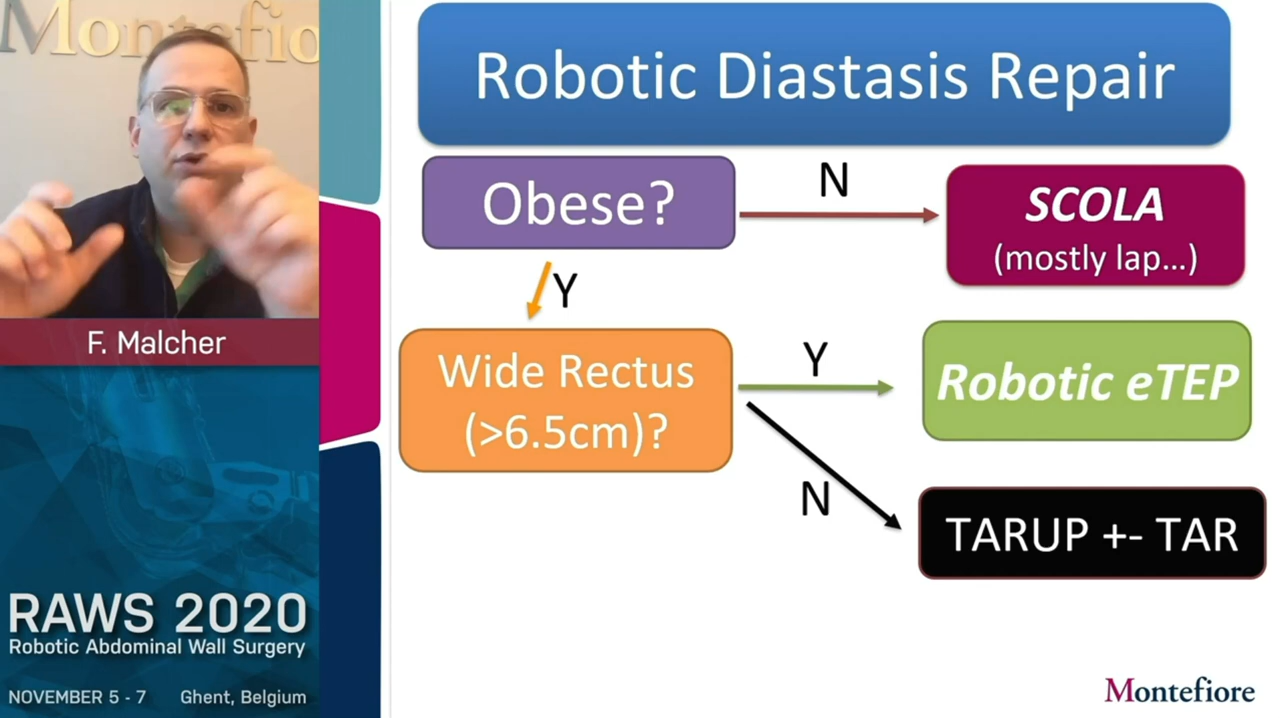 Montefio
F. Malcher
RAWS 2020
Robotic Abdominal Wall Surgery
NOVEMBER 5 - 7 Ghent, Belgium
Robotic Diastasis Repair
Obese?
N
SCOLA
(mostly lap...)
Y
Wide Rectus
(>6.5cm)?
Y
Robotic eTEP
N
TARUP +- TAR
Montefiore